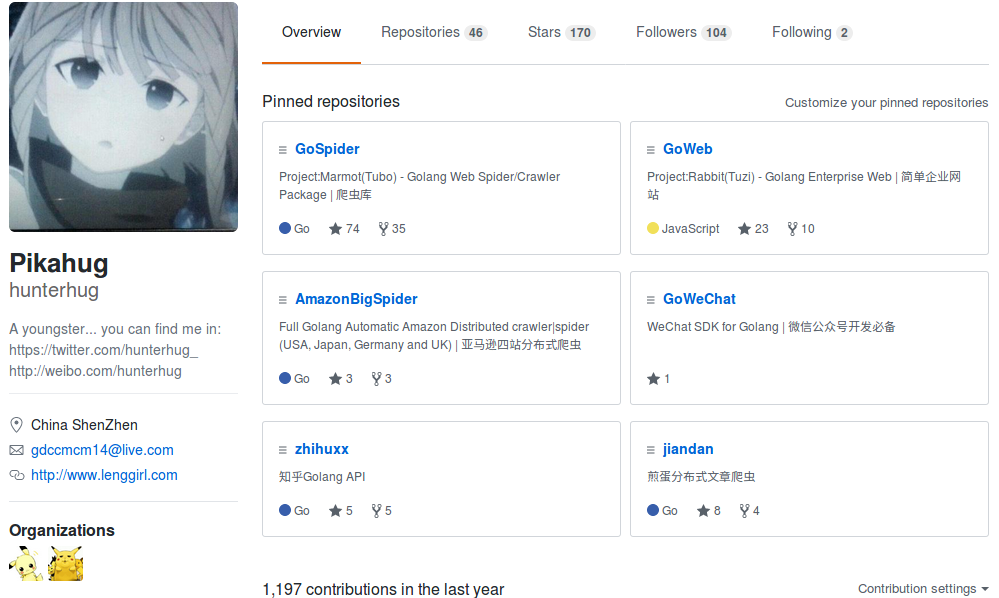 Overview Repositories 46 Stars 170 Followers 104 Following 2
Pikahug
hunterhug
A youngster... you can find me in:
https://twitter.com/hunterhug_
http://weibo.com/hunterhug
China ShenZhen
gdccmcm14@live.com
http://www.lenggirl.com
Organizations
Pinned repositories Customize your pinned repositories
GoSpider
Project:Marmot(Tubo) - Golang Web Spider/Crawler
Package | 爬虫库
Go 74 35
GoWeb
Project:Rabbit(Tuzi) - Golang Enterprise Web | 简单企业网
站
JavaScript 23 10
AmazonBigSpider
Full Golang Automatic Amazon Distributed crawler|spider
(USA, Japan, Germany and UK) | 亚马逊四站分布式爬虫
Go 3 3
GoWeChat
WeChat SDK for Golang | 微信公众号开发必备
1
zhihuxx
知乎Golang API
Go 5 5
jiandan
煎蛋分布式文章爬虫
Go 8 4
1,197 contributions in the last year Contribution settings